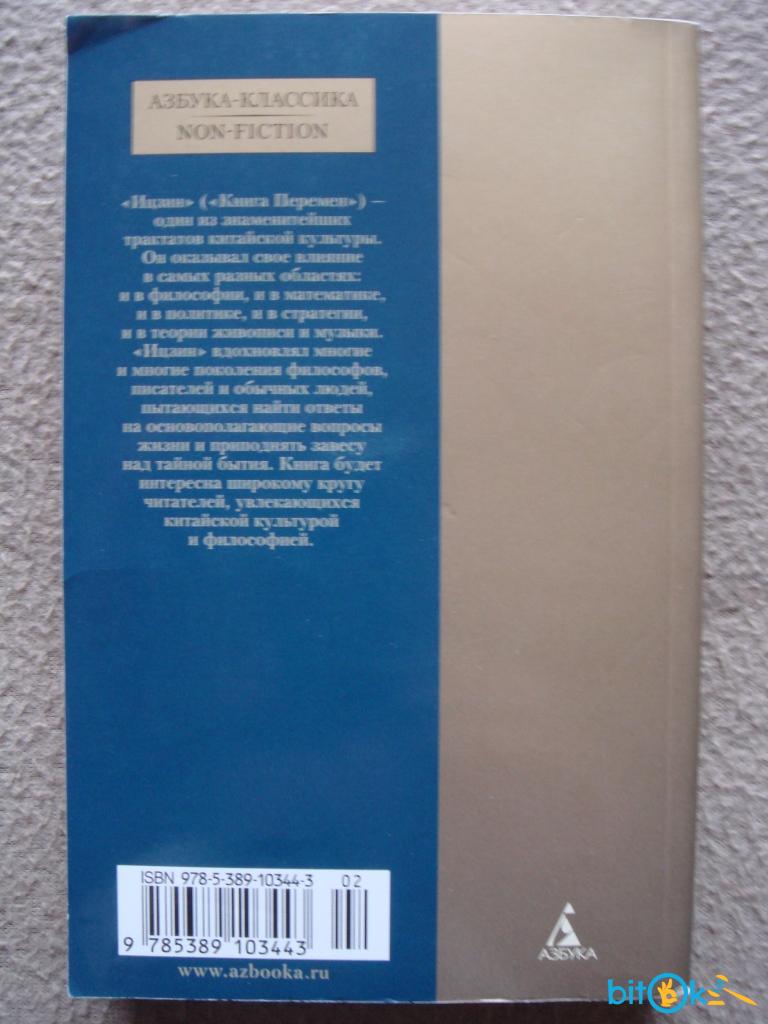 АЗБУКА-КЛАССИКА
NON-FICTION
«Ицзин» («Книга Перемен») —
один из знаменитейших
трактатов китайской культуры.
Он оказывал свое влияние
в самых разных областях:
и в философии, и в математике,
и в политике, и в стратегии,
и в теории живописи и музыки.
«Ицзин» вдохновлял многие
и многие поколения философов,
писателей и обычных людей,
пытающихся найти ответы
на основополагающие вопросы
жизни и приподнять завесу
над тайной бытия. Книга будет
интересна широкому кругу
читателей, увлекающихся
китайской культурой
и философией.
ISBN 978-5-389-10344-3 02
9 785389 103443
www.azbooka.ru
АЗБУКА
bitOk